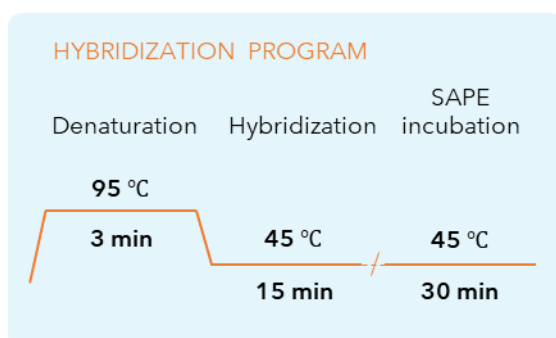 HYBRIDIZATION PROGRAM
Denaturation
Hybridization
SAPE
incubation
95 °C
3 min
45 °C
15 min
45 °C
30 min